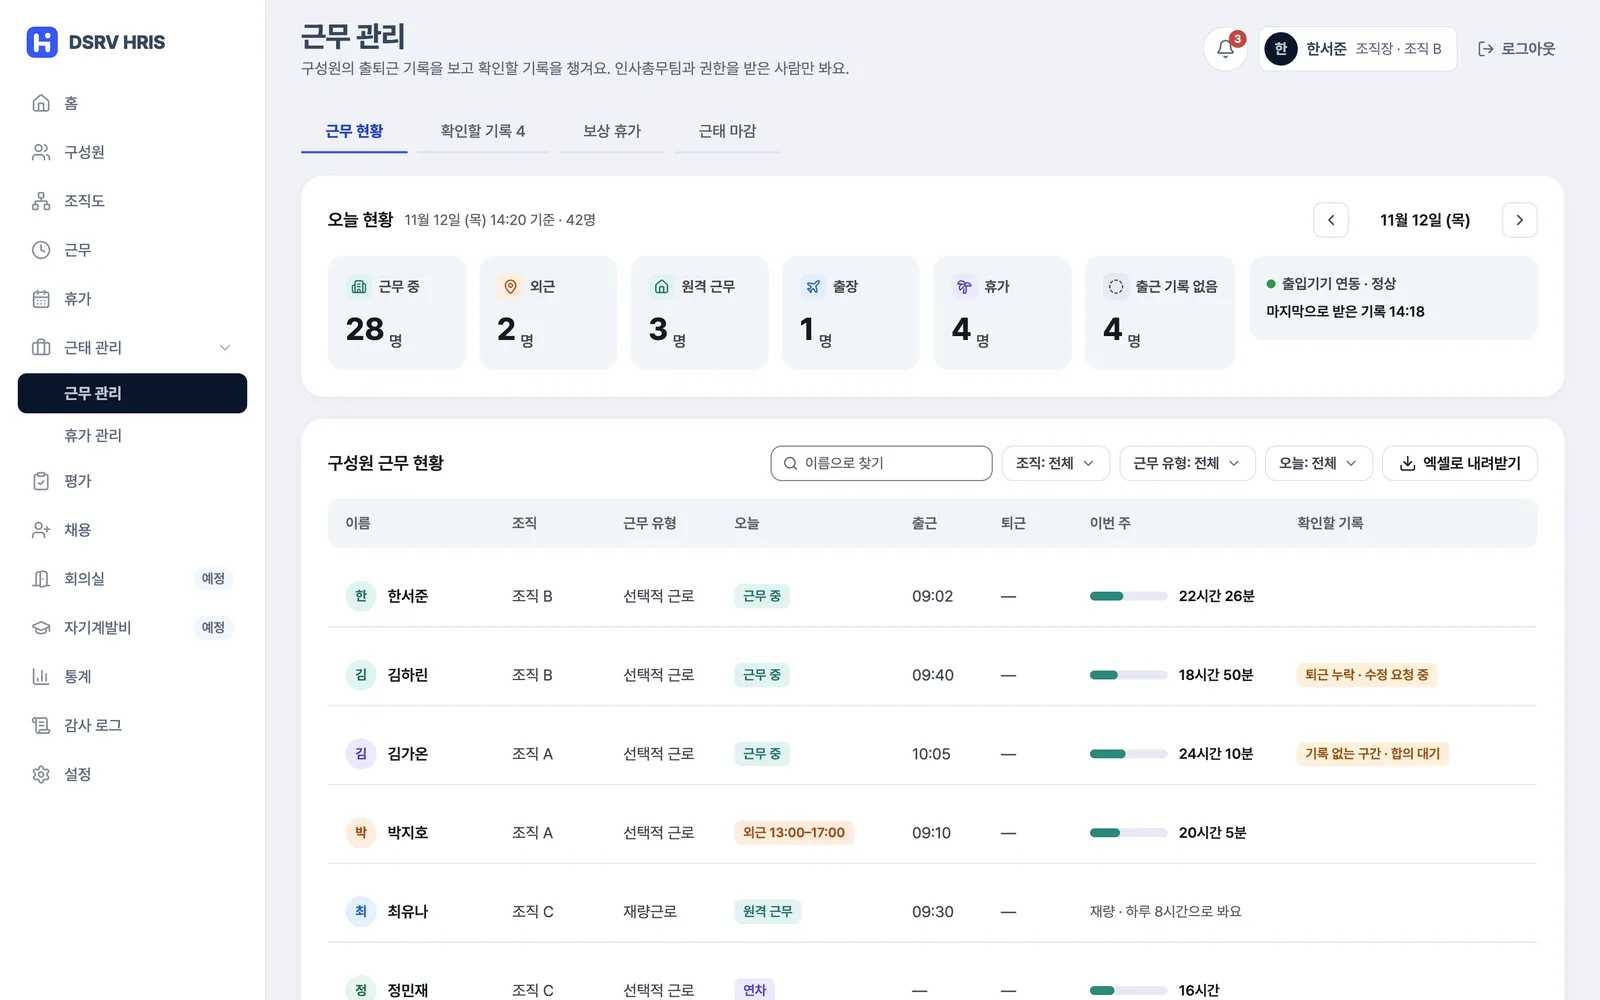 DSRV HRIS
홈
구성원
조직도
근무
휴가
근태 관리
근무 관리
휴가 관리
평가
채용
회의실 예정
자기계발비 예정
통계
감사 로그
설정
근무 관리
구성원의 출퇴근 기록을 보고 확인할 기록을 챙겨요. 인사총무팀과 권한을 받은 사람만 봐요.
3
한 한서준 조직장 · 조직 B
로그아웃
근무 현황 확인할 기록 4 보상 휴가 근태 마감
오늘 현황 11월 12일 (목) 14:20 기준 · 42명
11월 12일 (목)
근무 중
28 명
외근
2 명
원격 근무
3 명
출장
1 명
휴가
4 명
출근 기록 없음
4 명
출입기기 연동 · 정상
마지막으로 받은 기록 14:18
구성원 근무 현황
이름으로 찾기
조직: 전체
근무 유형: 전체
오늘: 전체
엑셀로 내려받기
이름 조직 근무 유형 오늘 출근 퇴근 이번 주 확인할 기록
한 한서준 조직 B 선택적 근로 근무 중 09:02 — 22시간 26분
김 김하린 조직 B 선택적 근로 근무 중 09:40 — 18시간 50분 퇴근 누락 · 수정 요청 중
김 김가온 조직 A 선택적 근로 근무 중 10:05 — 24시간 10분 기록 없는 구간 · 합의 대기
박 박지호 조직 A 선택적 근로 외근 13:00–17:00 09:10 — 20시간 5분
최 최유나 조직 C 재량근로 원격 근무 09:30 — 재량 · 하루 8시간으로 봐요
정 정민재 조직 C 선택적 근로 연차 — — 16시간